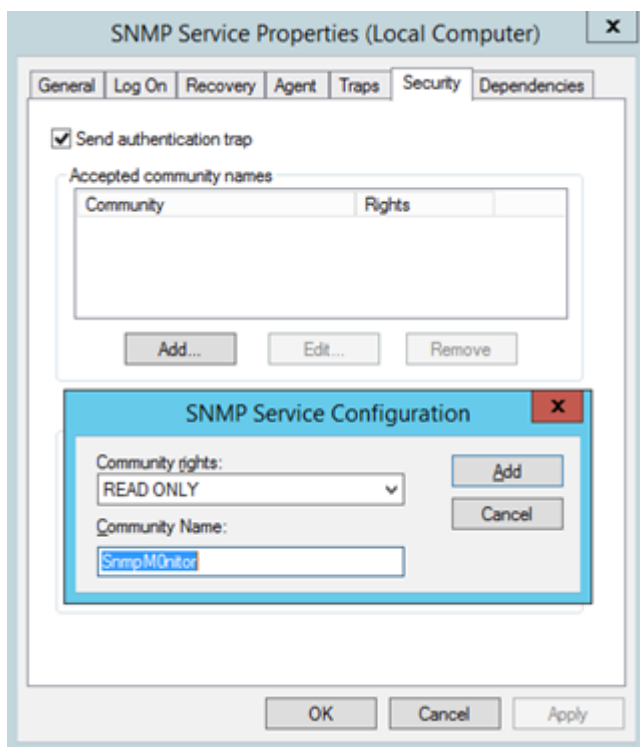 SNMP Service Properties (Local Computer)
x
General Log On Recovery Agent Traps Security Dependencies
Send authentication trap
Accepted community names
Community Rights
Add... Edit... Remove
SNMP Service Configuration
x
Community rights:
READ ONLY
Add
Cancel
Community Name:
SnmpM0nitor
OK Cancel Apply